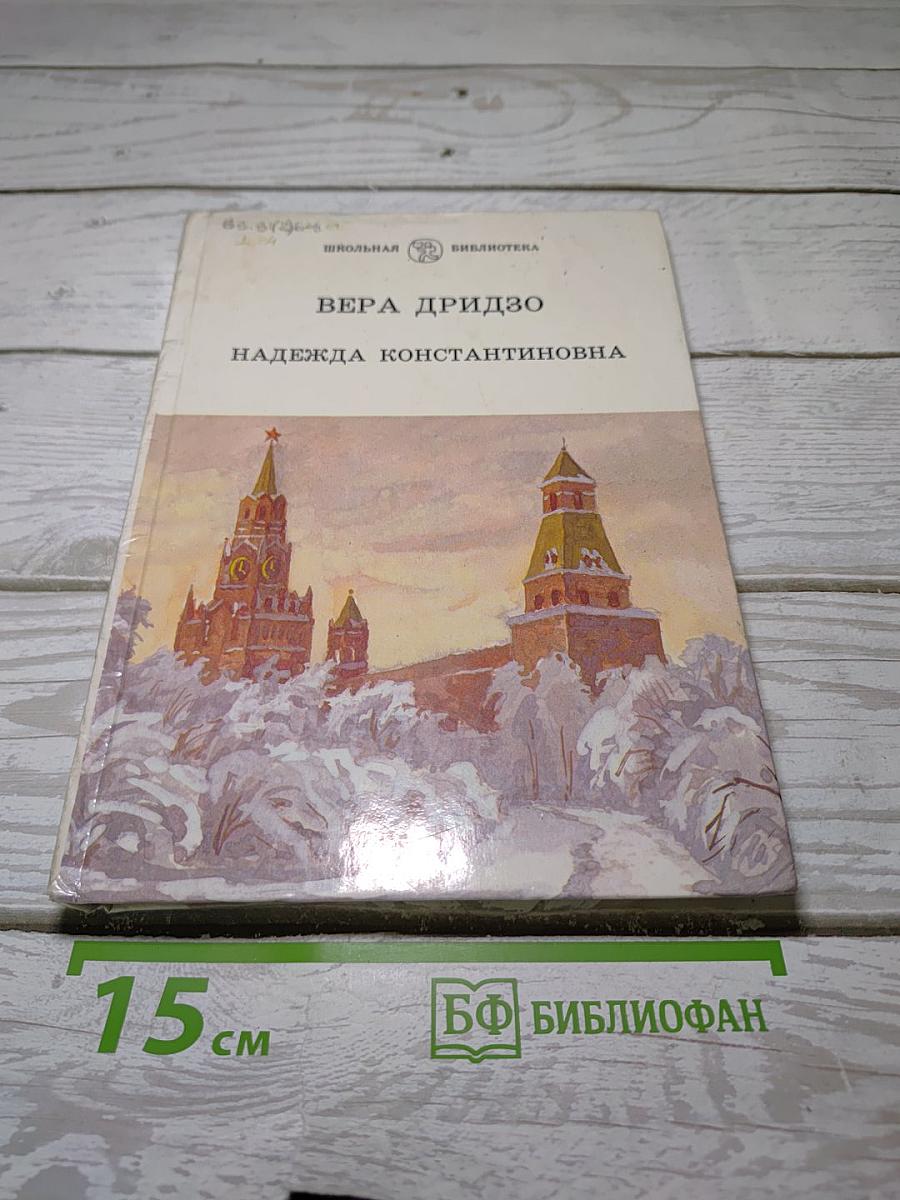 ШКОЛЬНАЯ БИБЛИОТЕКА
ВЕРА ДРИДЗО
НАДЕЖДА КОНСТАНТИНОВНА
15 см
БФ БИБЛИОФАН